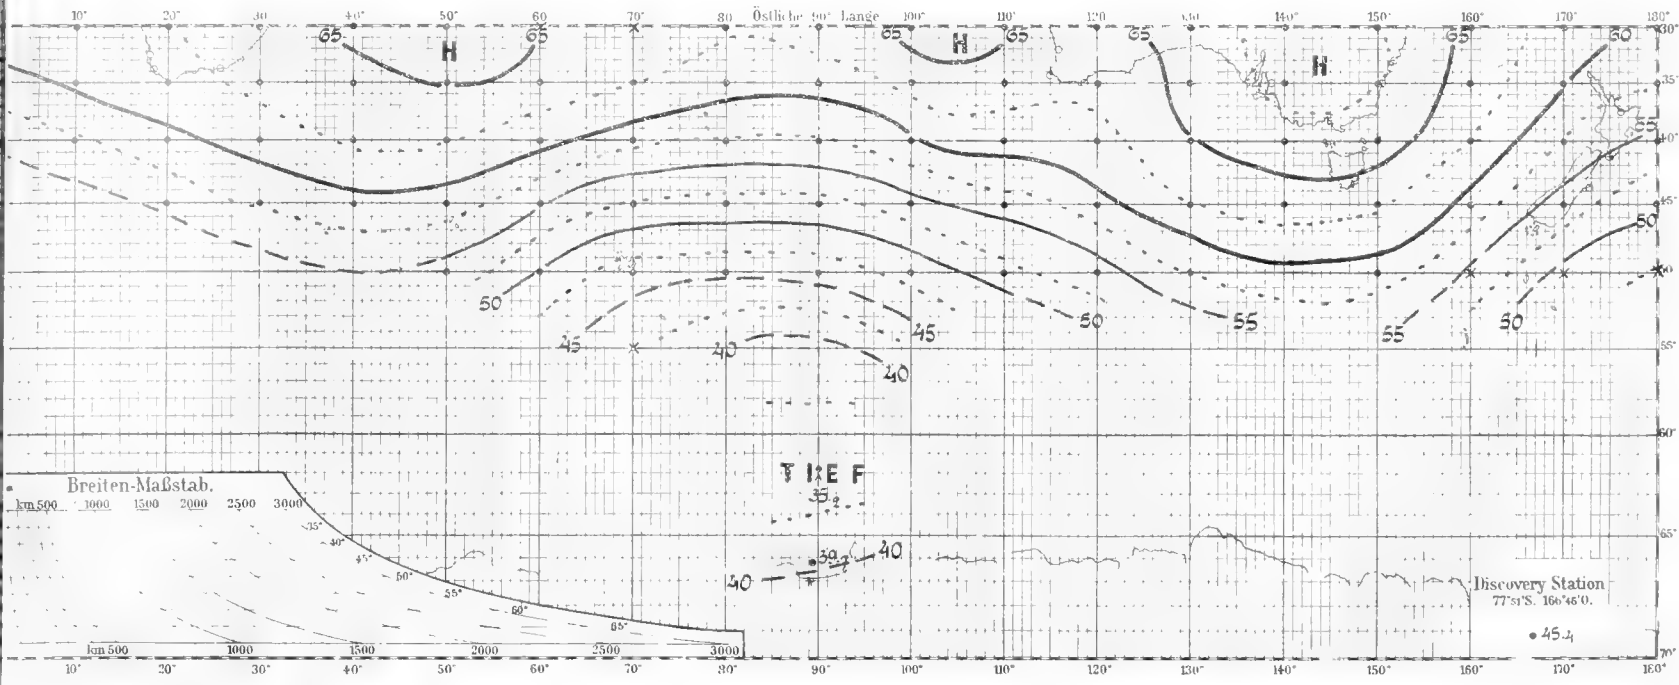 10° 20° 30° 40° 50° 60° 70° 80° Östliche 90° Länge 100° 110° 120° 130° 140° 150° 160° 170° 180°
30°
65 H 65 65 H 65 65 H 65 60
35°
40°
65
45°
60
50°
50 45 40 45 40 50 55 55 50
55°
60°
T I E F
35.2
65°
40 39.7 40
Breiten-Maßstab.
km 500 1000 1500 2000 2500 3000
35°
40°
45°
50°
55°
60°
65°
km 500 1000 1500 2000 2500 3000
Discovery Station
77°51'S. 166°45'O.
45.4
70°
10° 20° 30° 40° 50° 60° 70° 90° 100° 110° 120° 130° 140° 150° 160° 170° 180°